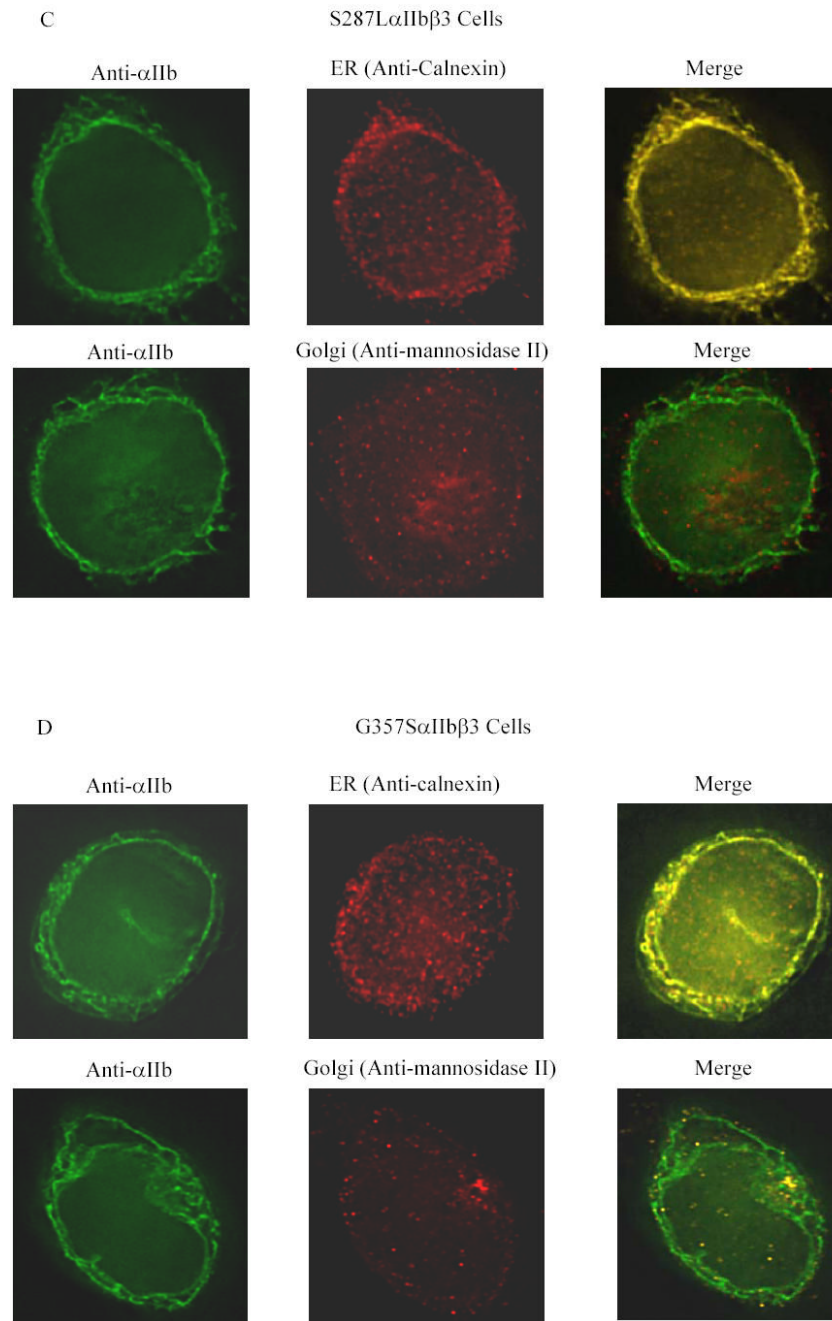 C S287LαIIbβ3 Cells
Anti-αIIb ER (Anti-Calnexin) Merge
Anti-αIIb Golgi (Anti-mannosidase II) Merge
D G357SαIIbβ3 Cells
Anti-αIIb ER (Anti-calnexin) Merge
Anti-αIIb Golgi (Anti-mannosidase II) Merge